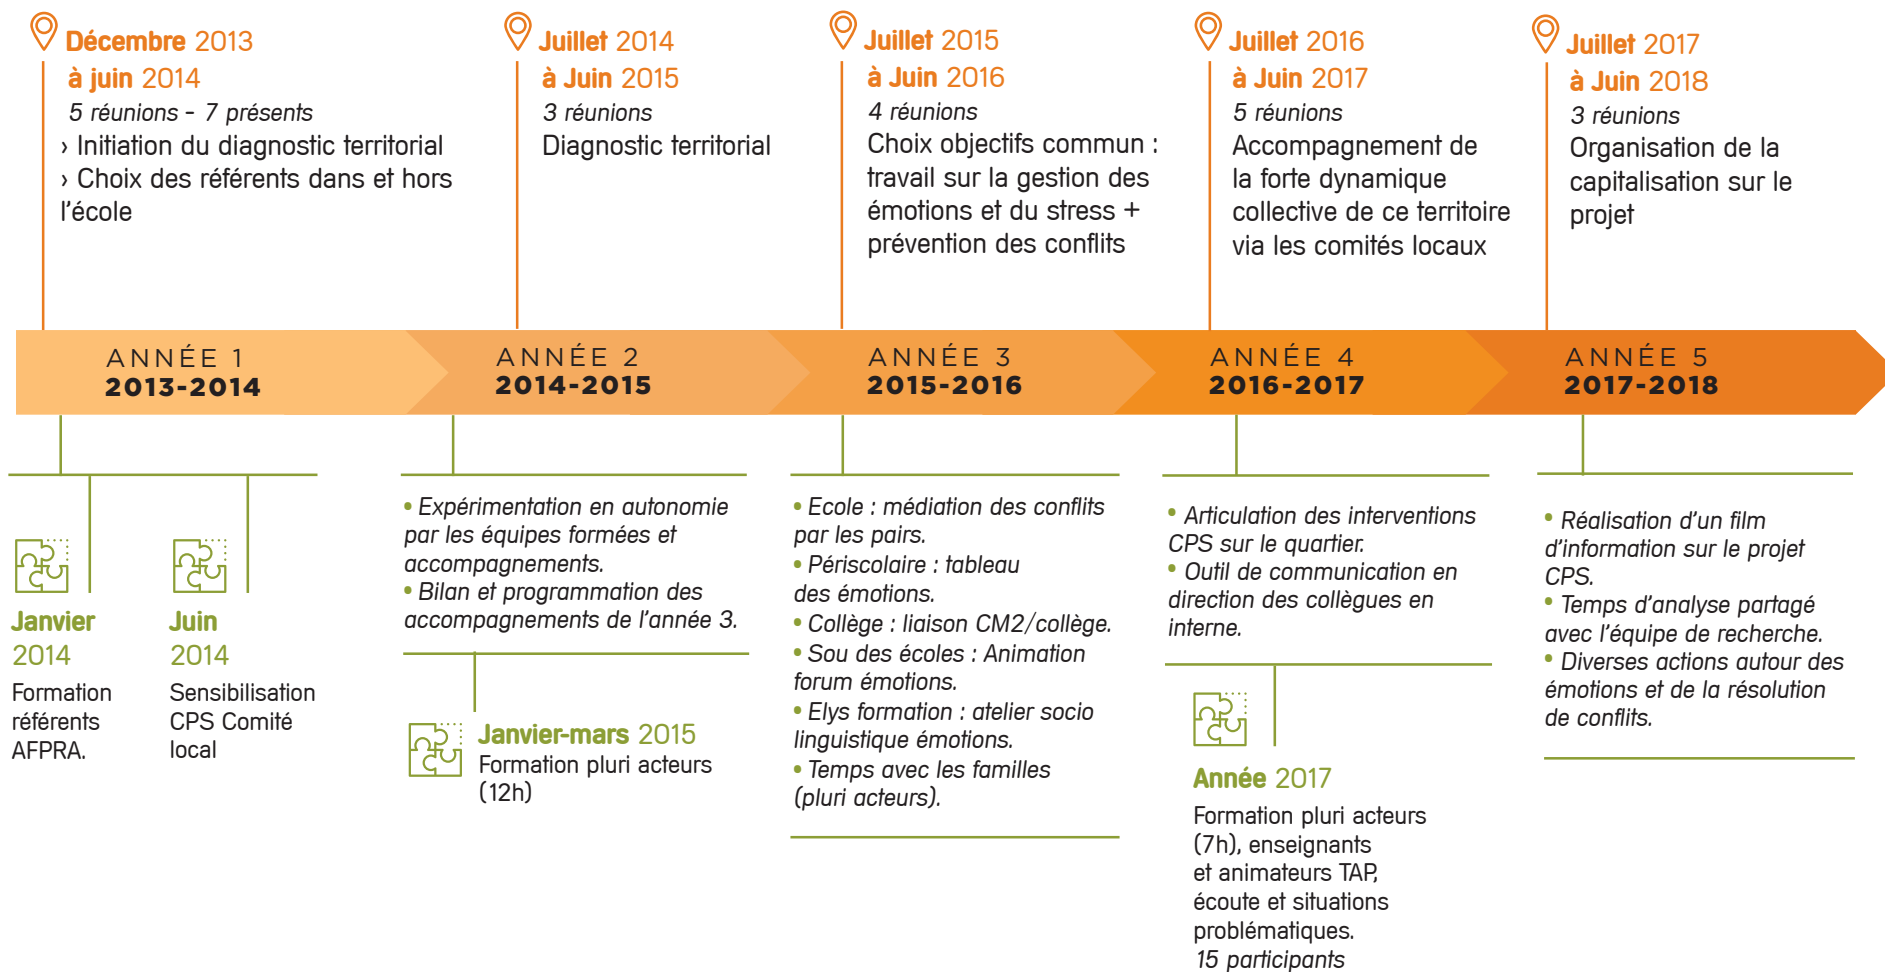 Décembre 2013
à juin 2014
5 réunions - 7 présents
› Initiation du diagnostic territorial
› Choix des référents dans et hors
l'école
Juillet 2014
à Juin 2015
3 réunions
Diagnostic territorial
Juillet 2015
à Juin 2016
4 réunions
Choix objectifs commun :
travail sur la gestion des
émotions et du stress +
prévention des conflits
Juillet 2016
à Juin 2017
5 réunions
Accompagnement de
la forte dynamique
collective de ce territoire
via les comités locaux
Juillet 2017
à Juin 2018
3 réunions
Organisation de la
capitalisation sur le
projet
ANNÉE 1
2013-2014
ANNÉE 2
2014-2015
ANNÉE 3
2015-2016
ANNÉE 4
2016-2017
ANNÉE 5
2017-2018
Janvier
2014
Formation
référents
AFPRA.
Juin
2014
Sensibilisation
CPS Comité
local
• Expérimentation en autonomie
par les équipes formées et
accompagnements.
• Bilan et programmation des
accompagnements de l'année 3.
Janvier-mars 2015
Formation pluri acteurs
(12h)
• Ecole : médiation des conflits
par les pairs.
• Périscolaire : tableau
des émotions.
• Collège : liaison CM2/collège.
• Sou des écoles : Animation
forum émotions.
• Elys formation : atelier socio
linguistique émotions.
• Temps avec les familles
(pluri acteurs).
• Articulation des interventions
CPS sur le quartier.
• Outil de communication en
direction des collègues en
interne.
Année 2017
Formation pluri acteurs
(7h), enseignants
et animateurs TAP,
écoute et situations
problématiques.
15 participants
• Réalisation d'un film
d'information sur le projet
CPS.
• Temps d'analyse partagé
avec l'équipe de recherche.
• Diverses actions autour des
émotions et de la résolution
de conflits.